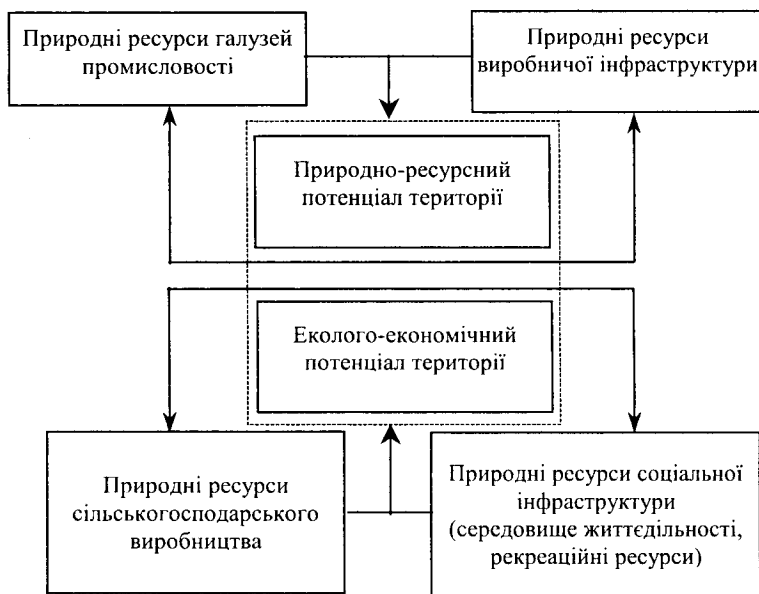 Природні ресурси галузей
промисловості
Природні ресурси
виробничої інфраструктури
Природно-ресурсний
потенціал території
Еколого-економічний
потенціал території
Природні ресурси
сільськогосподарського
виробництва
Природні ресурси соціальної
інфраструктури
(середовище життєдільності,
рекреаційні ресурси)